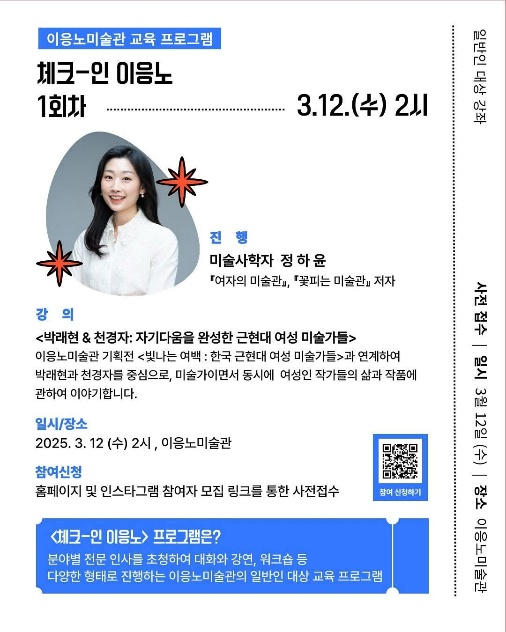 이응노미술관 교육 프로그램
체크-인 이응노
1회차 3.12.(수) 2시
진 행
미술사학자 정하윤
『여자의 미술관』, 『꽃피는 미술관』 저자
강 의
<박래현 & 천경자: 자기다움을 완성한 근현대 여성 미술가들>
이응노미술관 기획전 <빛나는 여백 : 한국 근현대 여성 미술가들>과 연계하여
박래현과 천경자를 중심으로, 미술가이면서 동시에 여성인 작가들의 삶과 작품에
관하여 이야기합니다.
일시/장소
2025. 3. 12 (수) 2시 , 이응노미술관
참여신청
홈페이지 및 인스타그램 참여자 모집 링크를 통한 사전접수
참여 신청하기
<체크-인 이응노> 프로그램은?
분야별 전문 인사를 초청하여 대화와 강연, 워크숍 등
다양한 형태로 진행하는 이응노미술관의 일반인 대상 교육 프로그램
일반인 대상 강좌
사전 접수 | 일시 3월 12일 (수) | 장소 이응노미술관